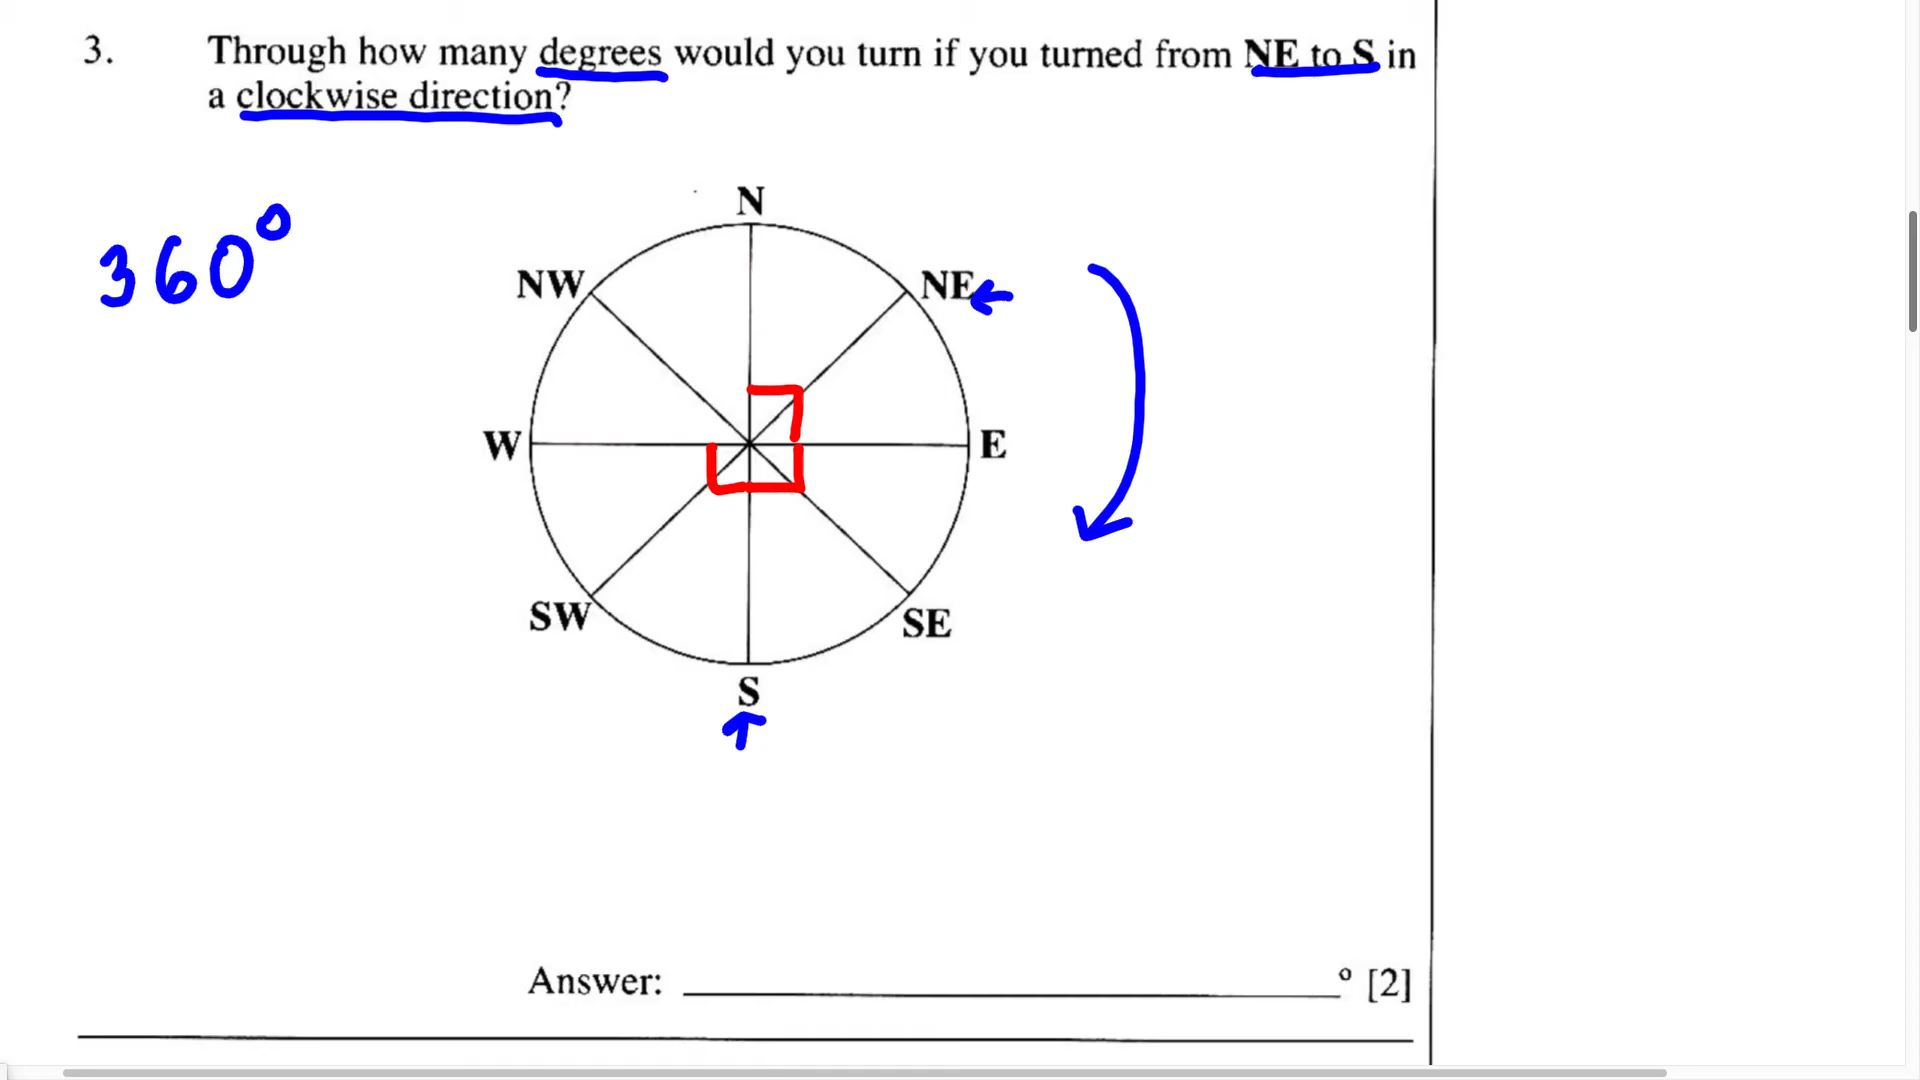 3. Through how many degrees would you turn if you turned from NE to S in
a clockwise direction?
360°
N
NW NE
W E
SW SE
S
Answer: ° [2]